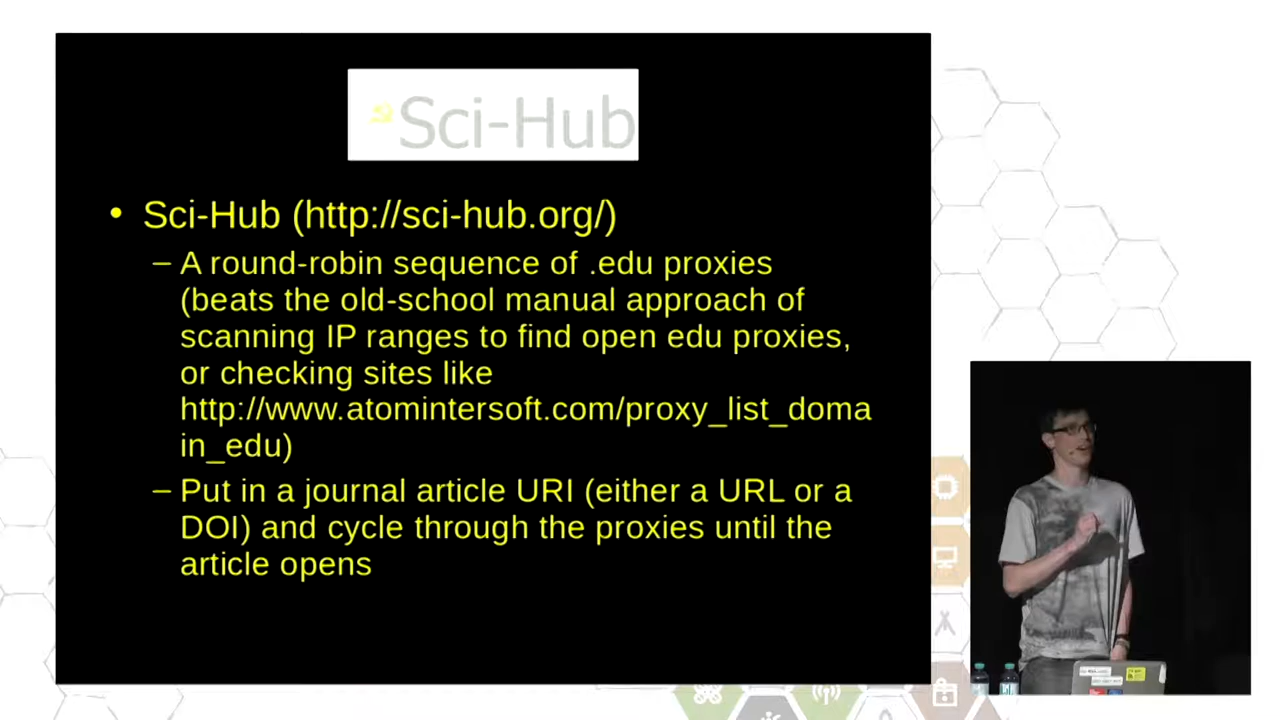 Sci-Hub
• Sci-Hub (http://sci-hub.org/)
– A round-robin sequence of .edu proxies
(beats the old-school manual approach of
scanning IP ranges to find open edu proxies,
or checking sites like
http://www.atomintersoft.com/proxy_list_doma
in_edu)
– Put in a journal article URI (either a URL or a
DOI) and cycle through the proxies until the
article opens